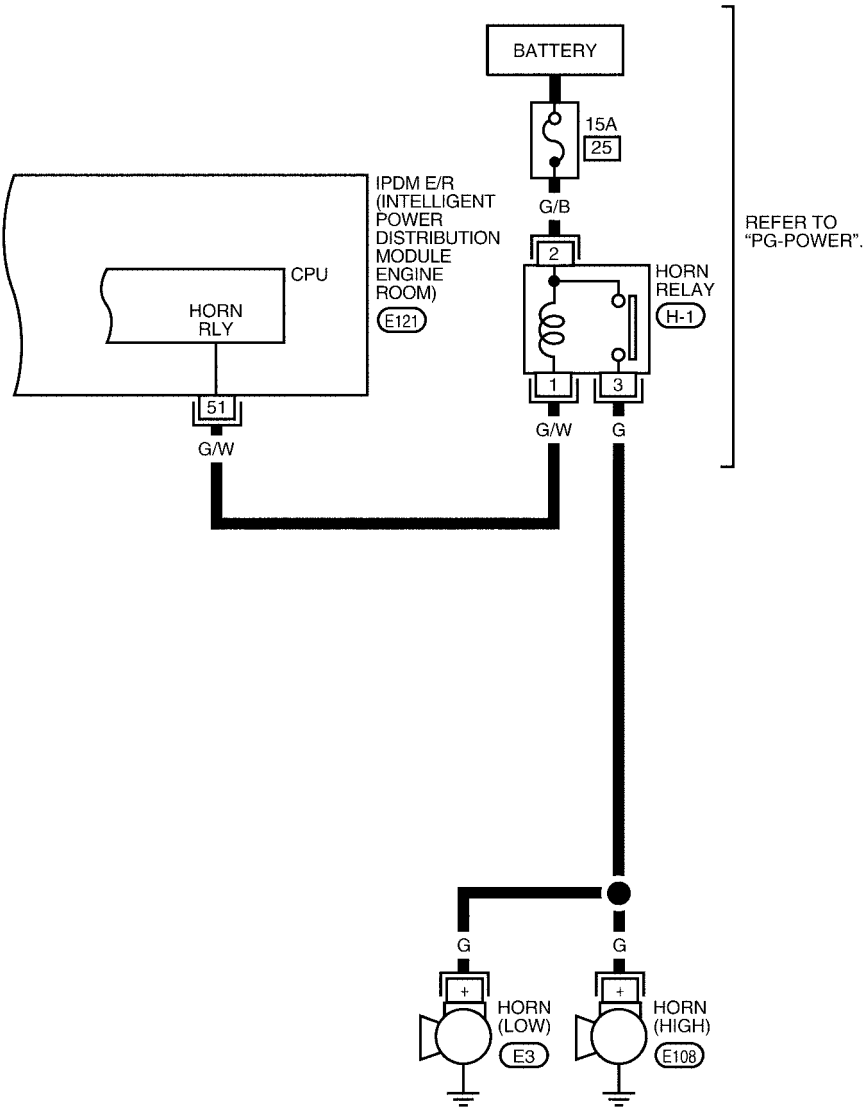 BATTERY
15A
25
G/B
2
IPDM E/R
(INTELLIGENT
POWER
DISTRIBUTION
MODULE
ENGINE
ROOM)
E121
CPU
HORN
RLY
51
G/W
HORN
RELAY
H-1
1
3
G/W
G
REFER TO
“PG-POWER”.
G
G
+
+
HORN
(LOW)
E3
HORN
(HIGH)
E108